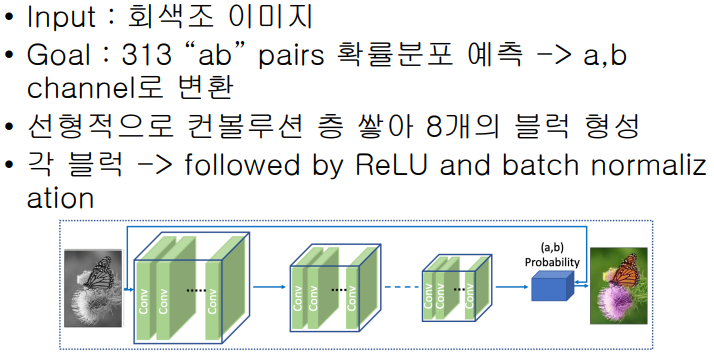 • Input : 회색조 이미지
• Goal : 313 “ab” pairs 확률분포 예측 -> a,b
channel로 변환
• 선형적으로 컨볼루션 층 쌓아 8개의 블럭 형성
• 각 블럭 -> followed by ReLU and batch normaliz
ation
(a,b)
Probability
Conv
Conv
......
Conv
Conv
Conv
....
Conv
Conv
Conv
....
Conv